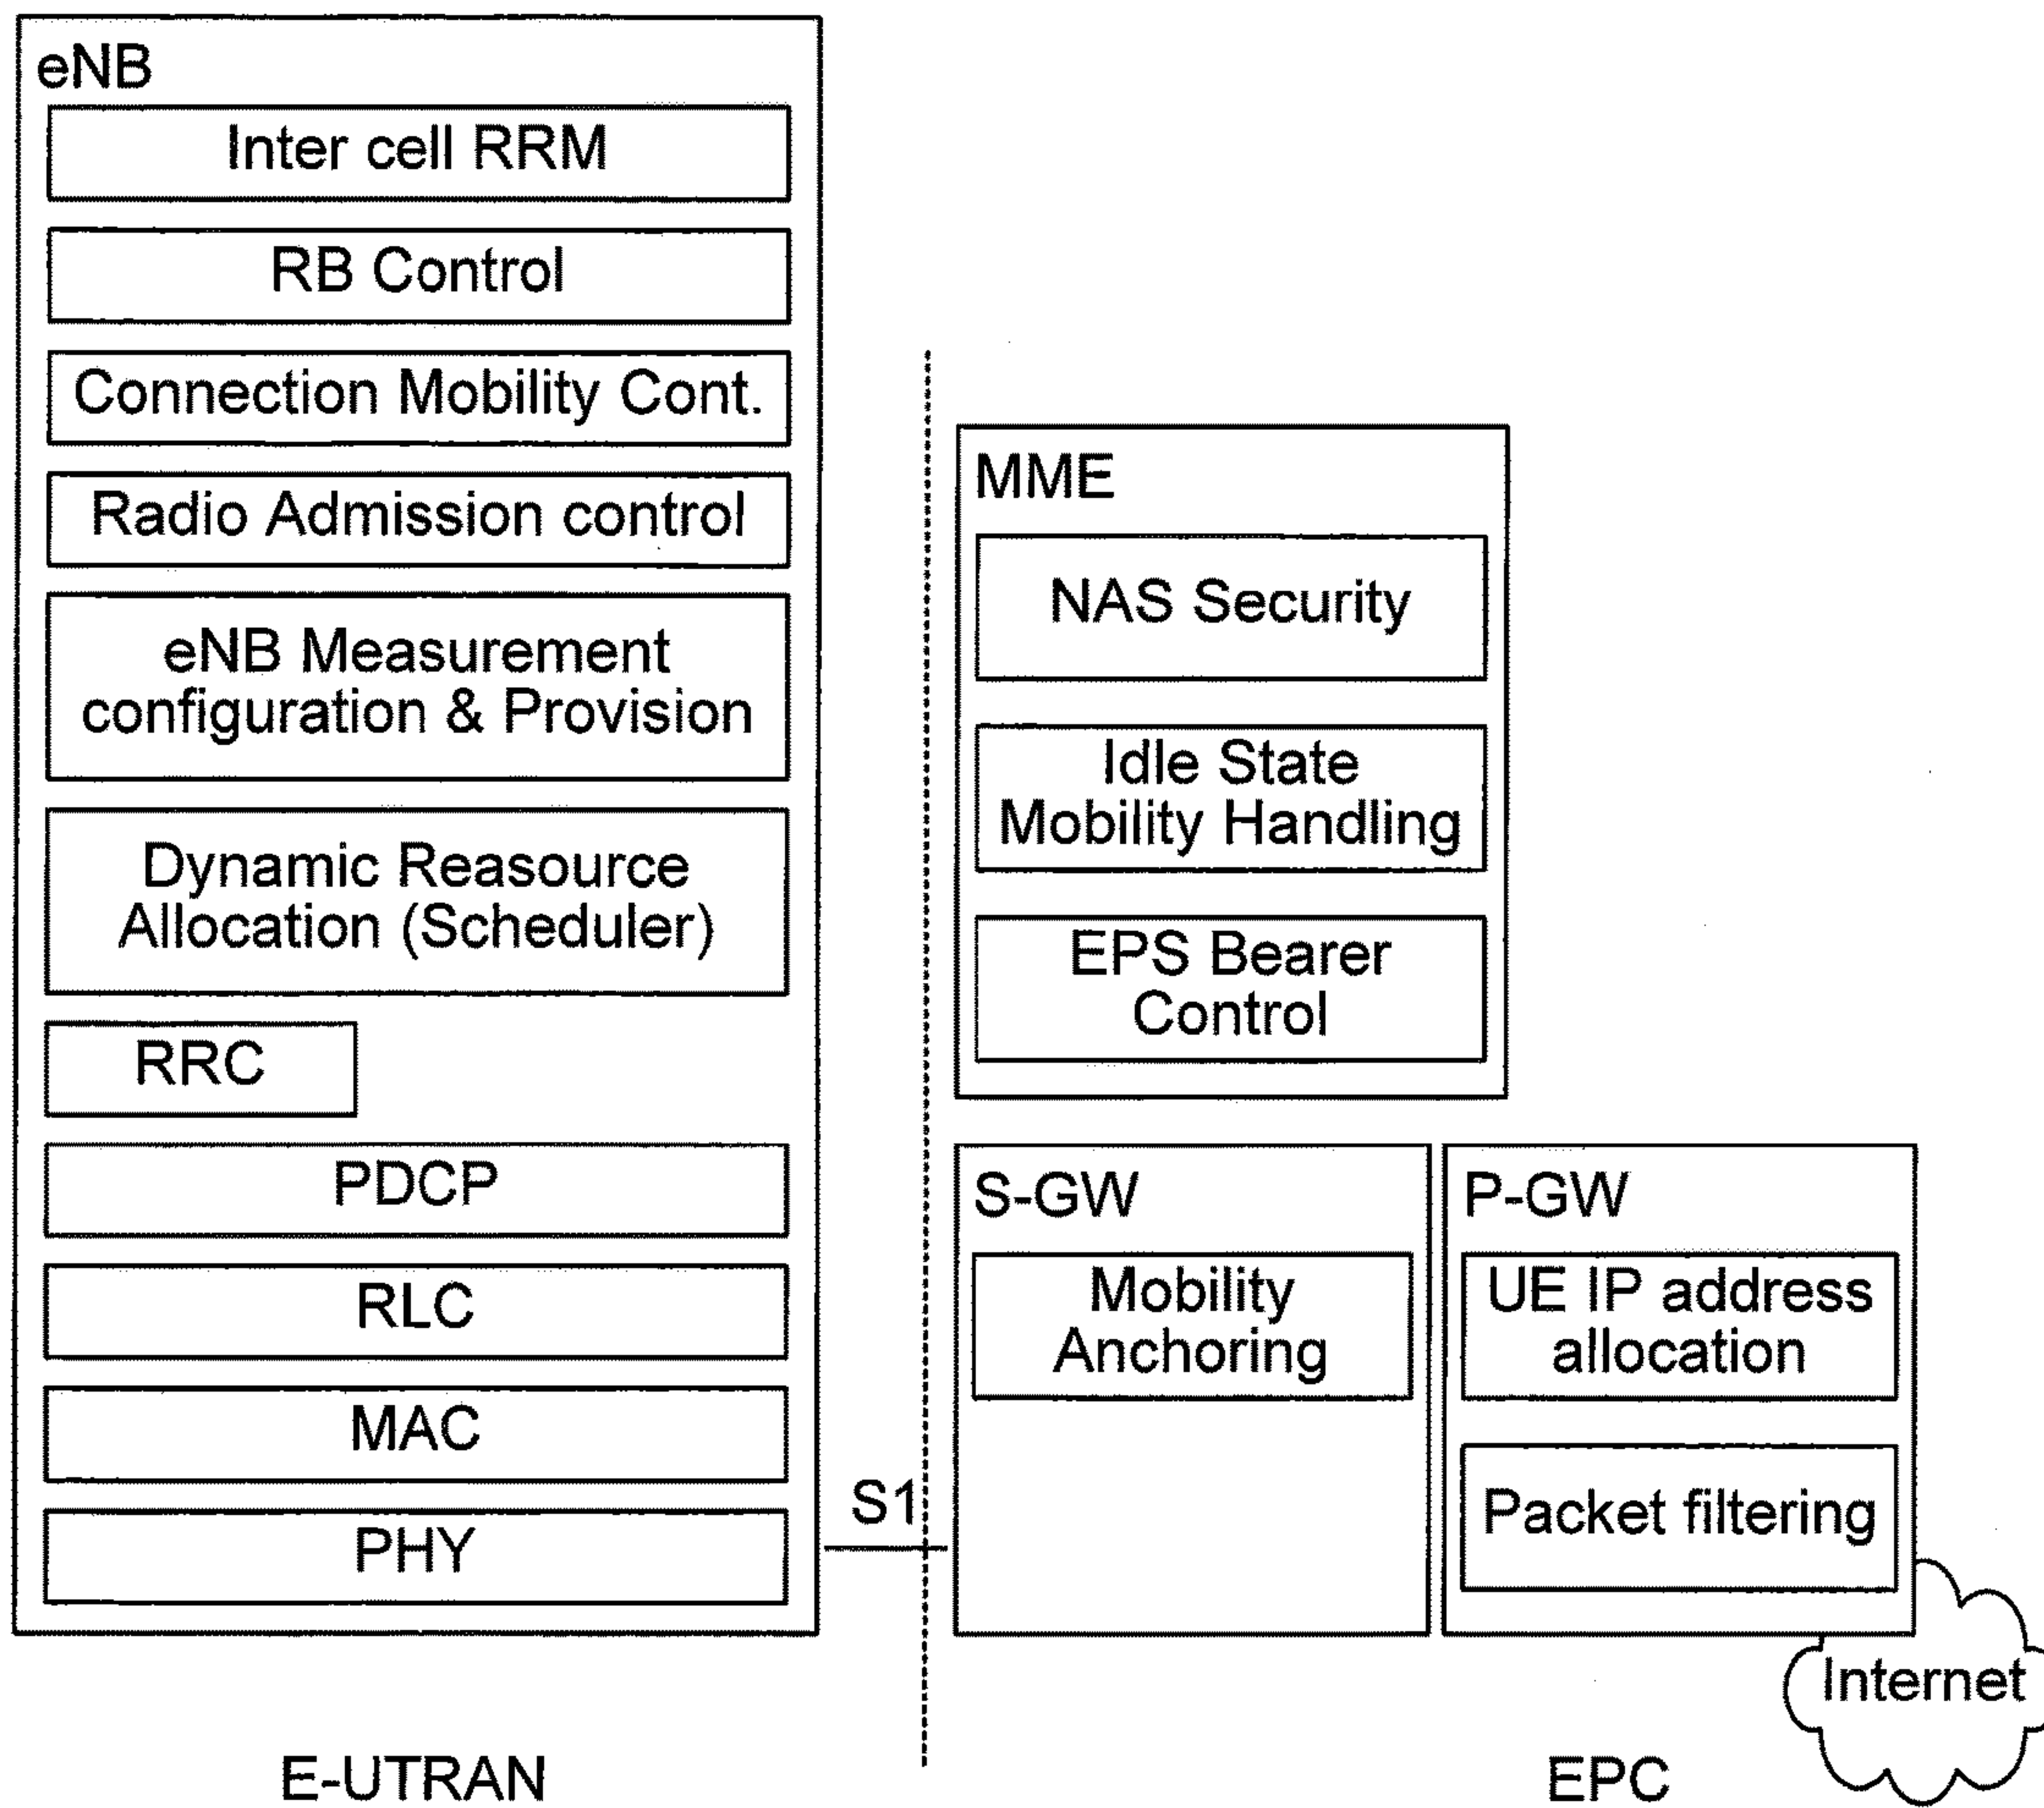 eNB
Inter cell RRM
RB Control
Connection Mobility Cont.
Radio Admission control
eNB Measurement
configuration & Provision
Dynamic Reasource
Allocation (Scheduler)
RRC
PDCP
RLC
MAC
PHY
S1
MME
NAS Security
Idle State
Mobility Handling
EPS Bearer
Control
S-GW
Mobility
Anchoring
P-GW
UE IP address
allocation
Packet filtering
Internet
E-UTRAN
EPC